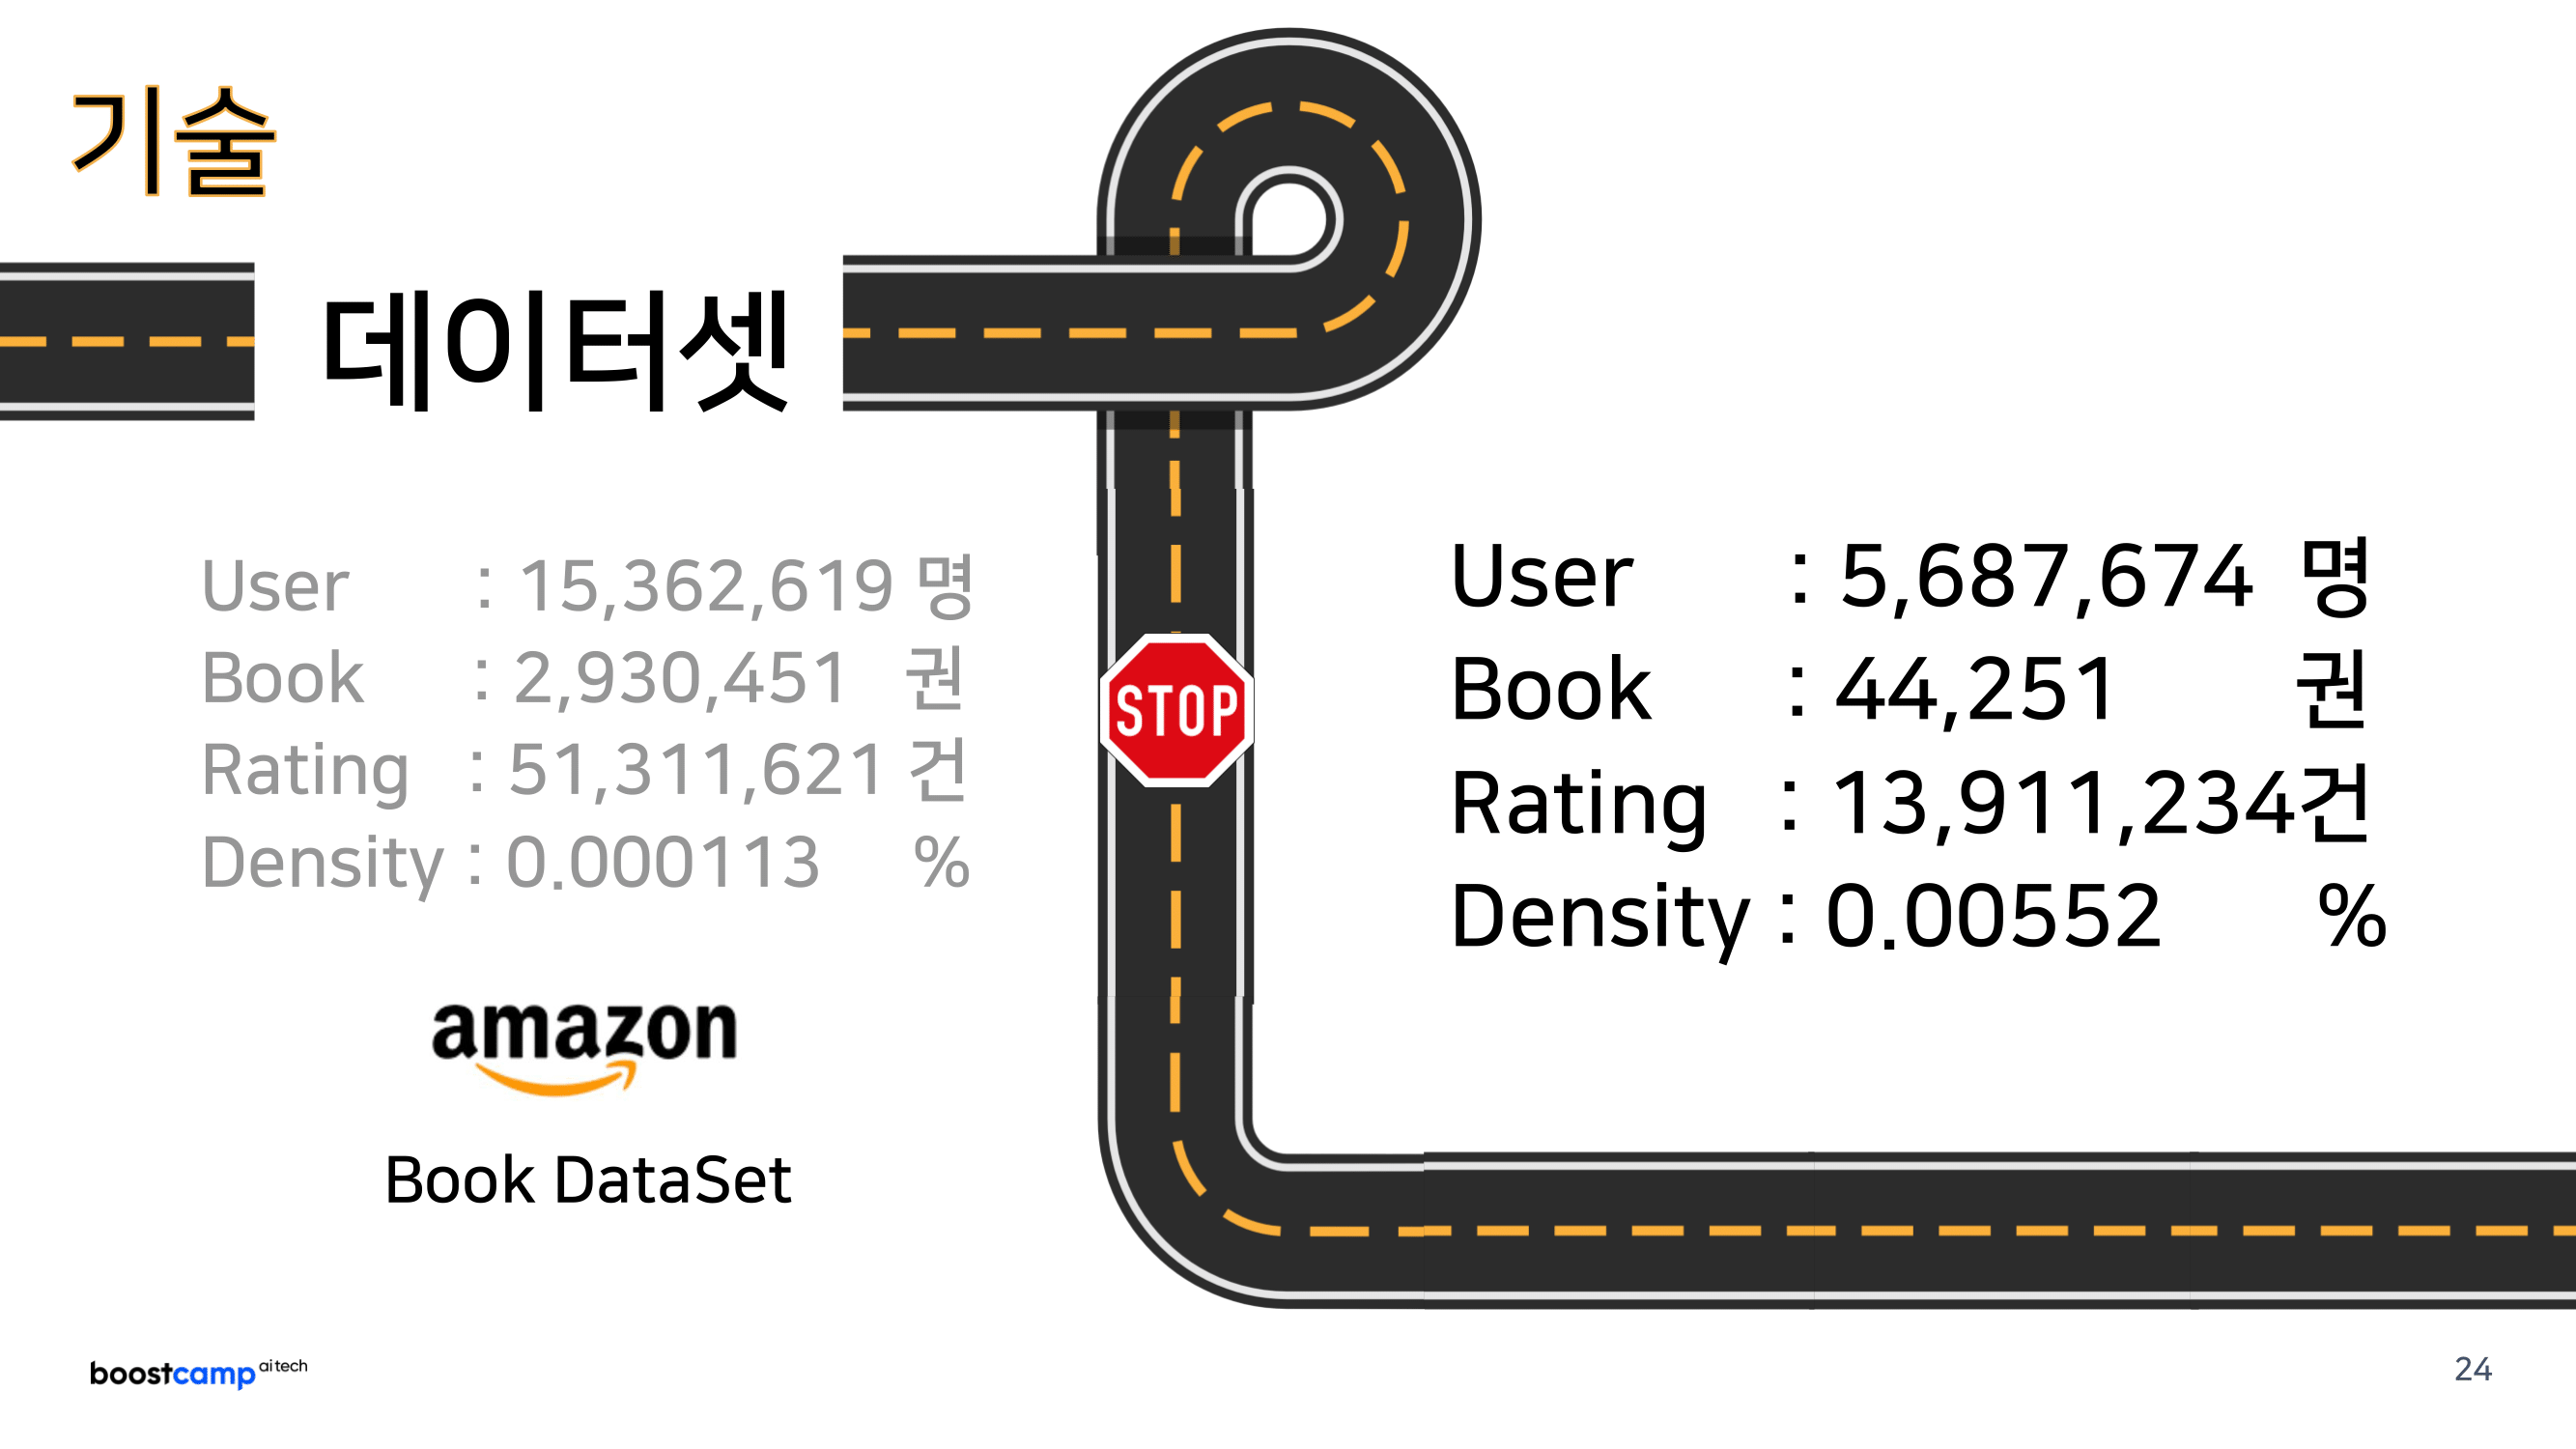 기술
데이터셋
User : 15,362,619 명
Book : 2,930,451 권
Rating : 51,311,621 건
Density : 0.000113 %
amazon
Book DataSet
STOP
User : 5,687,674 명
Book : 44,251 권
Rating : 13,911,234건
Density : 0.00552 %
boostcamp ai tech
24